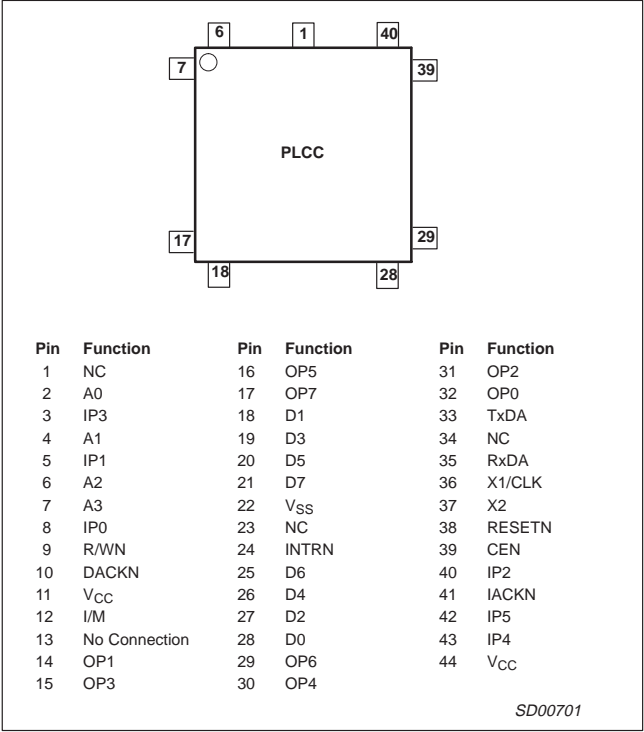 6 1 40
7 39
PLCC
17 29
18 28
Pin Function Pin Function Pin Function
1 NC 16 OP5 31 OP2
2 A0 17 OP7 32 OP0
3 IP3 18 D1 33 TxDA
4 A1 19 D3 34 NC
5 IP1 20 D5 35 RxDA
6 A2 21 D7 36 X1/CLK
7 A3 22 VSS 37 X2
8 IP0 23 NC 38 RESETN
9 R/WN 24 INTRN 39 CEN
10 DACKN 25 D6 40 IP2
11 VCC 26 D4 41 IACKN
12 I/M 27 D2 42 IP5
13 No Connection 28 D0 43 IP4
14 OP1 29 OP6 44 VCC
15 OP3 30 OP4
SD00701